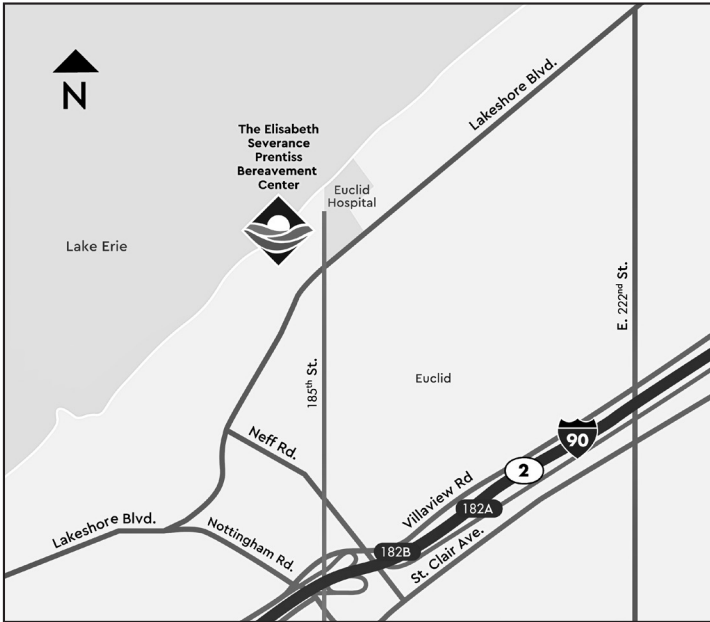 N
The Elisabeth
Severance
Prentiss
Bereavement
Center
Lakeshore Blvd.
Euclid
Hospital
Lake Erie
E. 222nd St.
185th St.
Euclid
Neff Rd.
90
2
Villaview Rd
182A
Lakeshore Blvd.
Nottingham Rd.
182B
St. Clair Ave.